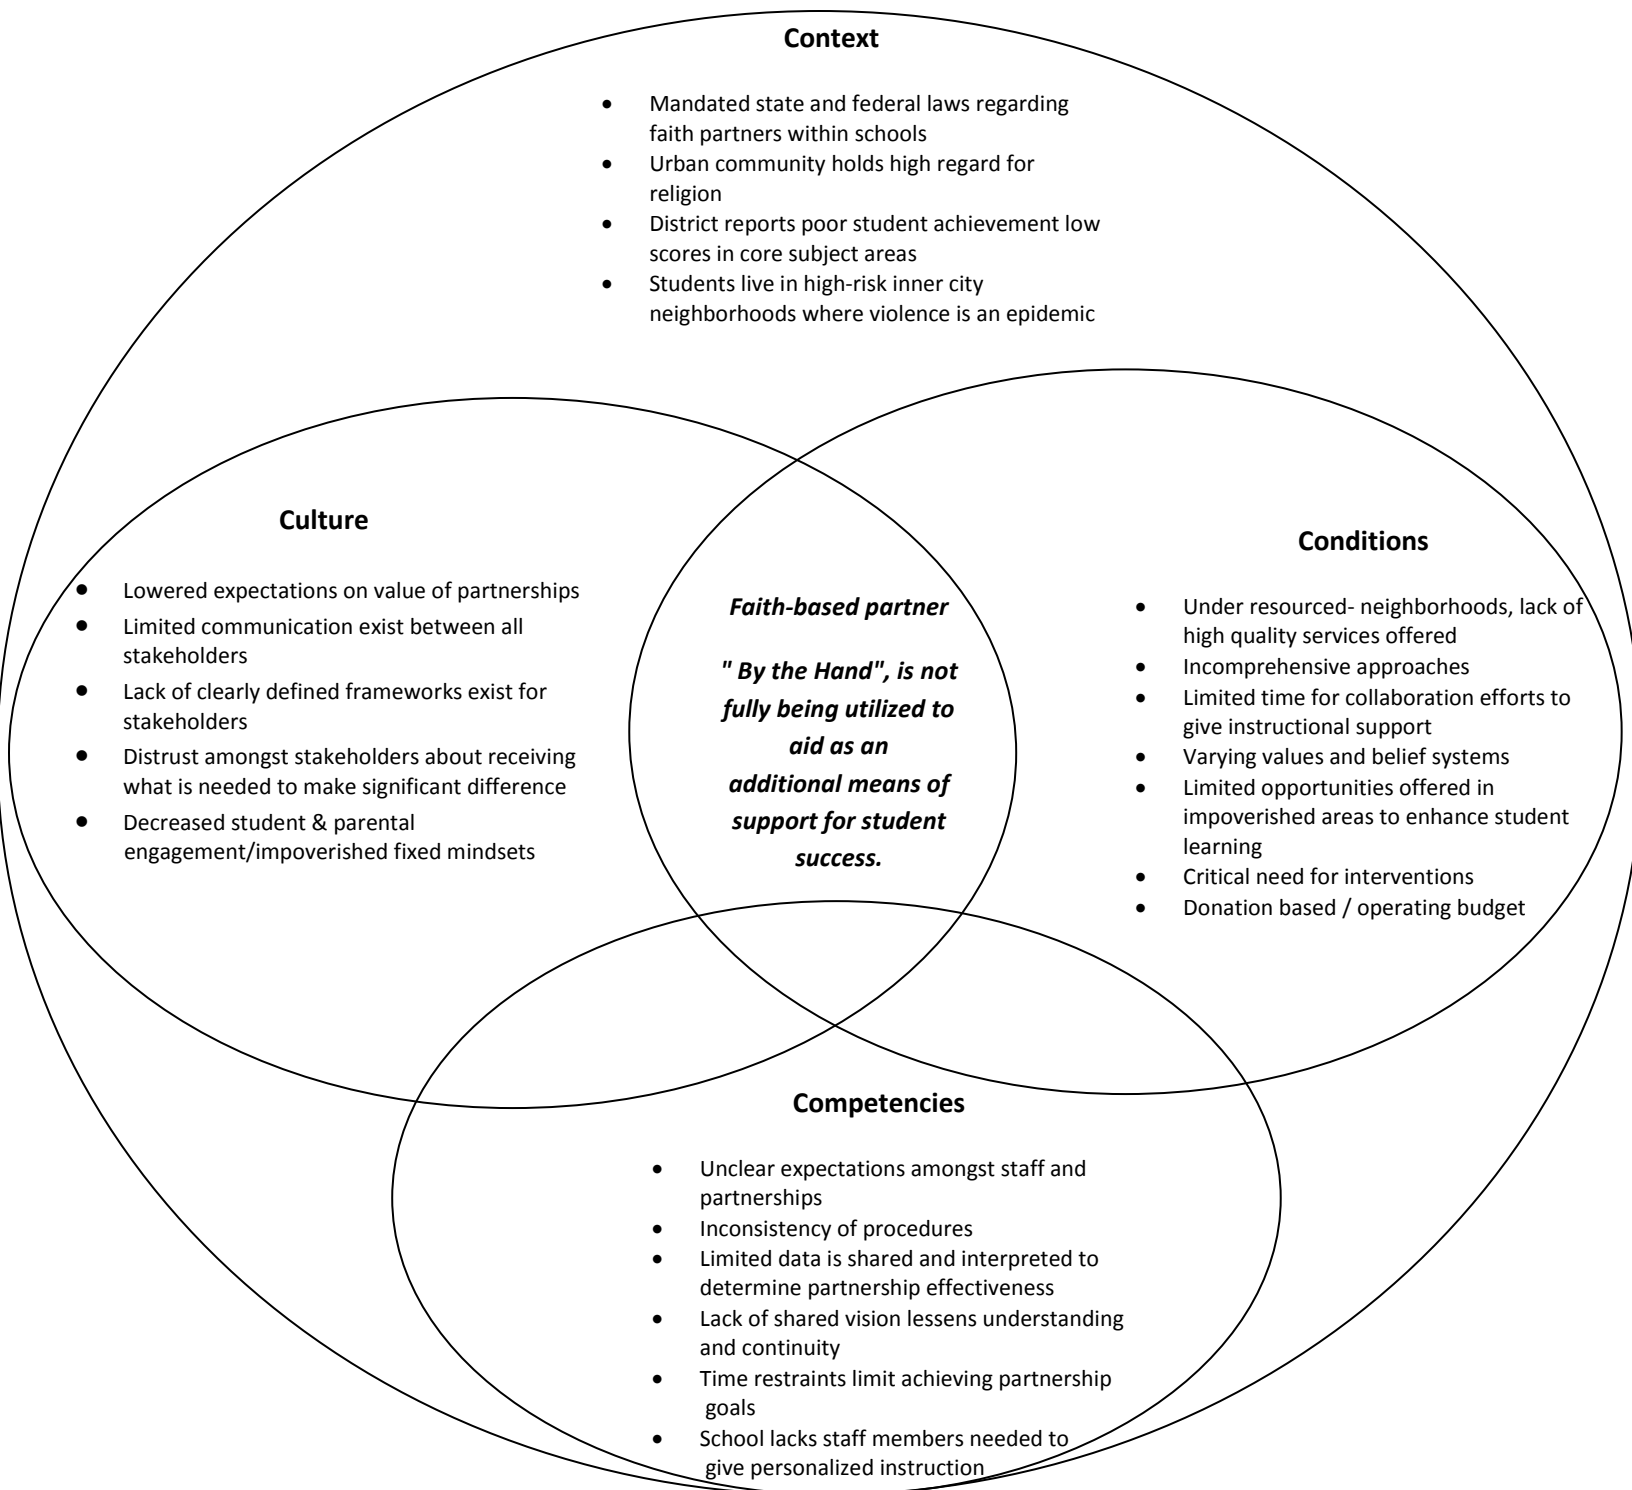 Context
• Mandated state and federal laws regarding
faith partners within schools
• Urban community holds high regard for
religion
• District reports poor student achievement low
scores in core subject areas
• Students live in high-risk inner city
neighborhoods where violence is an epidemic
Culture
• Lowered expectations on value of partnerships
• Limited communication exist between all
stakeholders
• Lack of clearly defined frameworks exist for
stakeholders
• Distrust amongst stakeholders about receiving
what is needed to make significant difference
• Decreased student & parental
engagement/impoverished fixed mindsets
Faith-based partner
" By the Hand", is not
fully being utilized to
aid as an
additional means of
support for student
success.
Conditions
• Under resourced- neighborhoods, lack of
high quality services offered
• Incomprehensive approaches
• Limited time for collaboration efforts to
give instructional support
• Varying values and belief systems
• Limited opportunities offered in
impoverished areas to enhance student
learning
• Critical need for interventions
• Donation based / operating budget
Competencies
• Unclear expectations amongst staff and
partnerships
• Inconsistency of procedures
• Limited data is shared and interpreted to
determine partnership effectiveness
• Lack of shared vision lessens understanding
and continuity
• Time restraints limit achieving partnership
goals
• School lacks staff members needed to
give personalized instruction